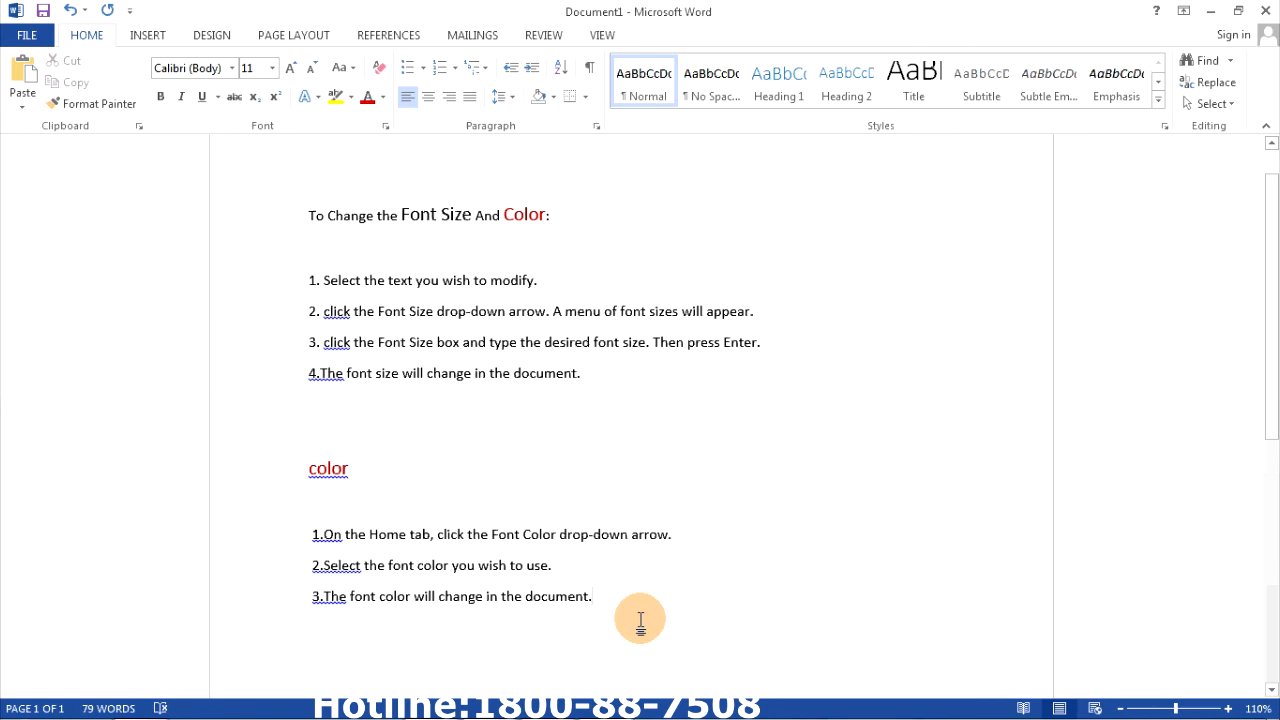 Document1 - Microsoft Word
FILE HOME INSERT DESIGN PAGE LAYOUT REFERENCES MAILINGS REVIEW VIEW Sign in
Cut
Copy
Format Painter
Paste
Calibri (Body) 11
AaBbCcDc AaBbCcDc AaBbCc AaBbCcD AaBl AaBbCcD AaBbCcDc AaBbCcDc
¶ Normal ¶ No Spac... Heading 1 Heading 2 Title Subtitle Subtle Em... Emphasis
Find
Replace
Select
Clipboard Font Paragraph Styles Editing
To Change the Font Size And Color:
1. Select the text you wish to modify.
2. click the Font Size drop-down arrow. A menu of font sizes will appear.
3. click the Font Size box and type the desired font size. Then press Enter.
4.The font size will change in the document.
color
1.On the Home tab, click the Font Color drop-down arrow.
2.Select the font color you wish to use.
3.The font color will change in the document.
PAGE 1 OF 1 79 WORDS 110%
Hotline:1800-88-7508